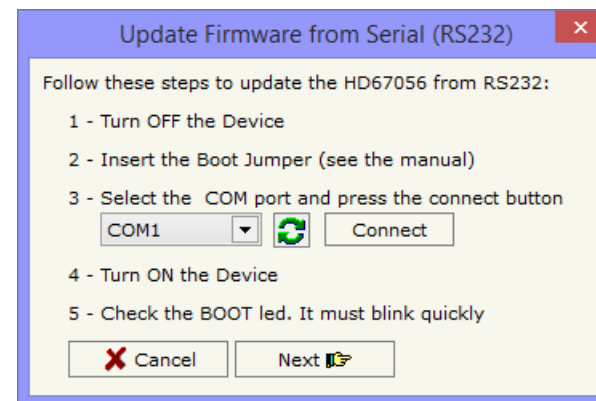 Update Firmware from Serial (RS232)
Follow these steps to update the HD67056 from RS232:
1 - Turn OFF the Device
2 - Insert the Boot Jumper (see the manual)
3 - Select the COM port and press the connect button
COM1 Connect
4 - Turn ON the Device
5 - Check the BOOT led. It must blink quickly
Cancel Next